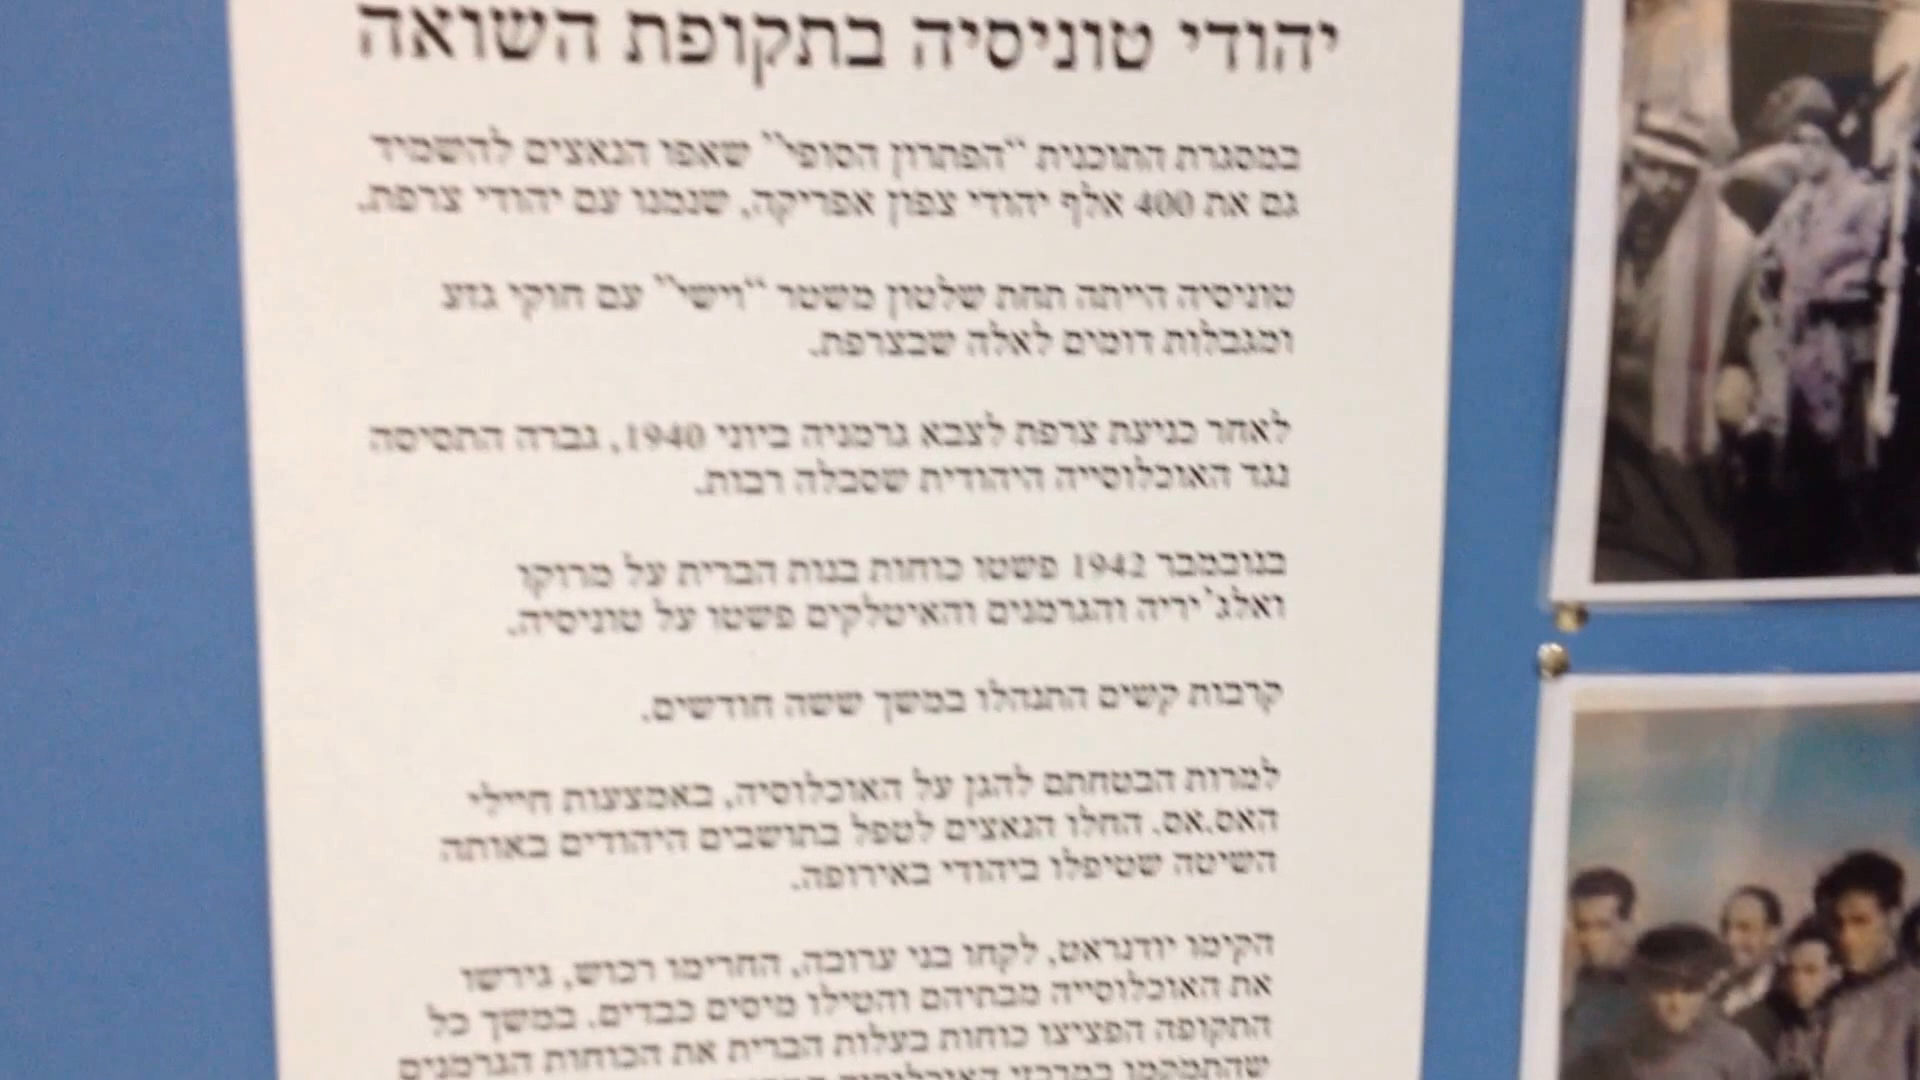 יהודי טוניסיה בתקופת השואה
במסגרת התוכנית "הפתרון הסופי" שאפו הנאצים להשמיד
גם את 400 אלף יהודי צפון אפריקה, שנמנו עם יהודי צרפת.
טוניסיה הייתה תחת שלטון משטר "וישי" עם חוקי גזע
ומגבלות דומים לאלה שבצרפת.
לאחר כניעת צרפת לצבא גרמניה ביוני 1940, גברה התסיסה
נגד האוכלוסייה היהודית שסבלה רבות.
בנובמבר 1942 פשטו כוחות בנות הברית על מרוקו
ואלג'יריה והגרמנים והאיטלקים פשטו על טוניסיה.
קרבות קשים התנהלו במשך ששה חודשים.
למרות הבטחתם להגן על האוכלוסיה, באמצעות חיילי
האס.אס. החלו הנאצים לטפל בתושבים היהודים באותה
השיטה שטיפלו ביהודי באירופה.
הקימו יודנראט, לקחו בני ערובה, החרימו רכוש, גירשו
את האוכלוסייה מבתיהם והטילו מיסים כבדים. במשך כל
התקופה הפציצו כוחות בעלות הברית את הכוחות הגרמנים
שהתמקמו במרכזי האוכלוסיה